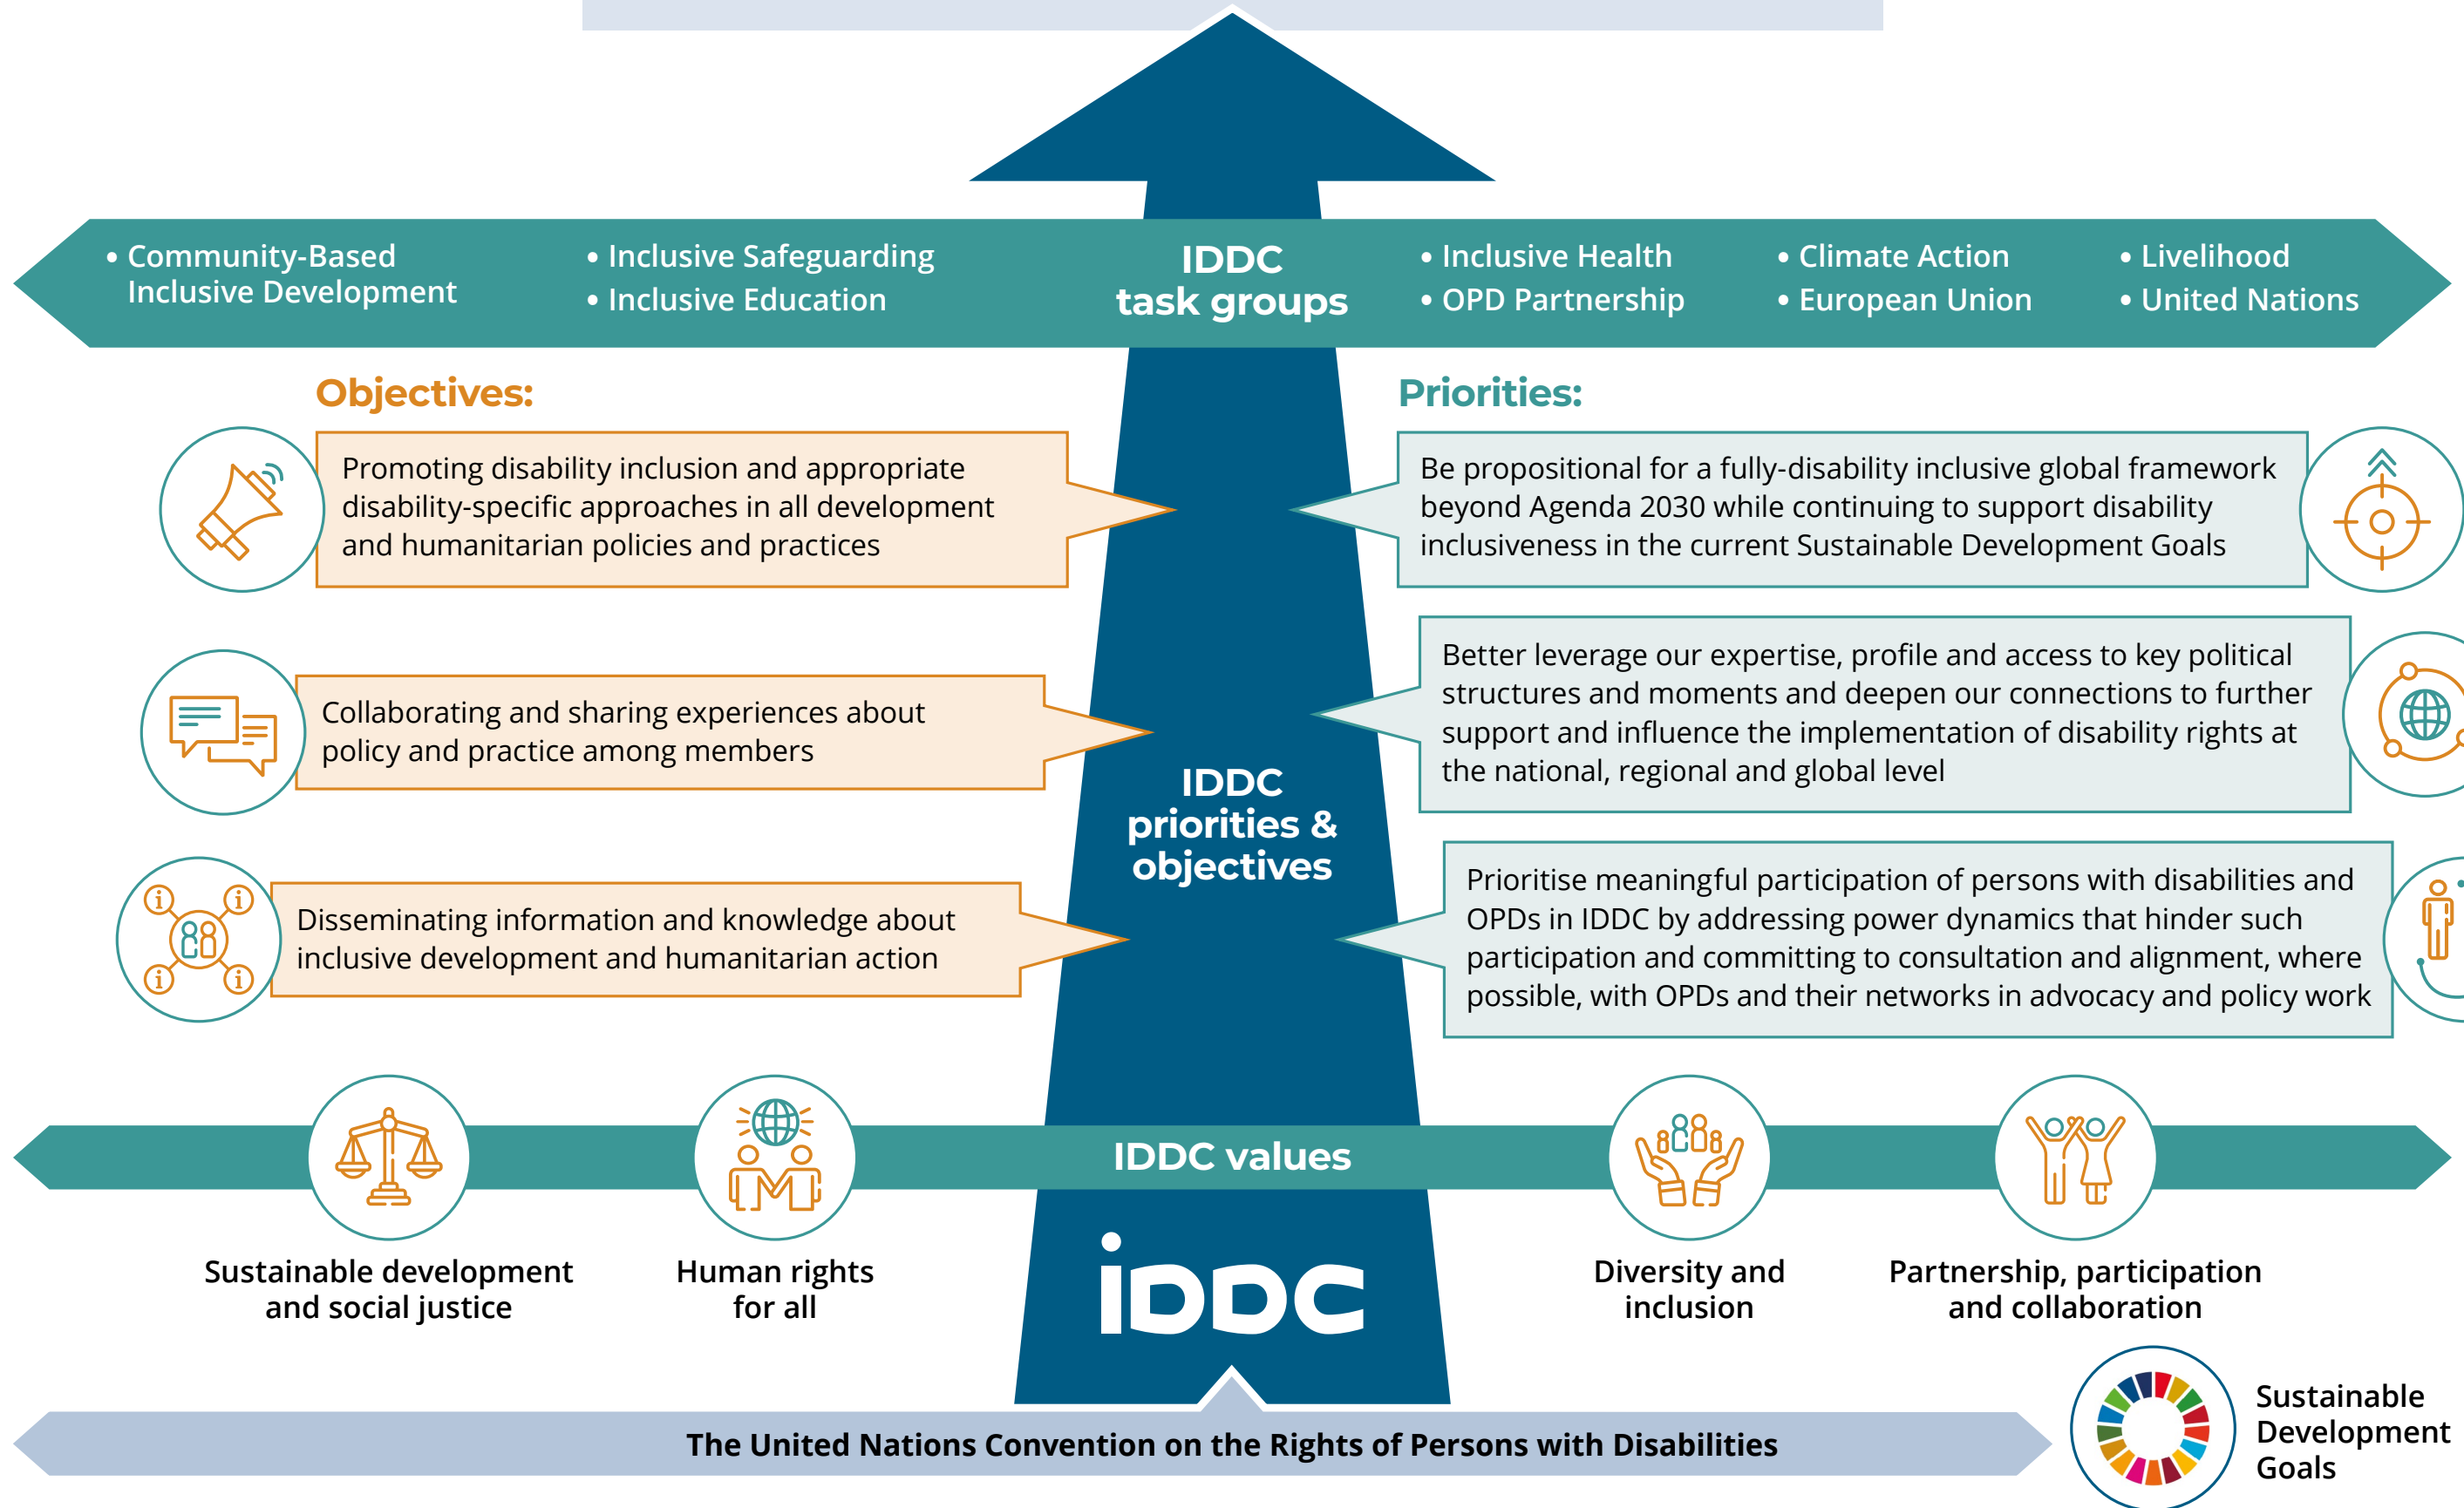 • Community-Based
Inclusive Development
• Inclusive Safeguarding
• Inclusive Education
IDDC
task groups
• Inclusive Health
• OPD Partnership
• Climate Action
• European Union
• Livelihood
• United Nations
Objectives:
Promoting disability inclusion and appropriate
disability-specific approaches in all development
and humanitarian policies and practices
Collaborating and sharing experiences about
policy and practice among members
Disseminating information and knowledge about
inclusive development and humanitarian action
IDDC
priorities &
objectives
Priorities:
Be propositional for a fully-disability inclusive global framework
beyond Agenda 2030 while continuing to support disability
inclusiveness in the current Sustainable Development Goals
Better leverage our expertise, profile and access to key political
structures and moments and deepen our connections to further
support and influence the implementation of disability rights at
the national, regional and global level
Prioritise meaningful participation of persons with disabilities and
OPDs in IDDC by addressing power dynamics that hinder such
participation and committing to consultation and alignment, where
possible, with OPDs and their networks in advocacy and policy work
IDDC values
Sustainable development
and social justice
Human rights
for all
iDDC
Diversity and
inclusion
Partnership, participation
and collaboration
The United Nations Convention on the Rights of Persons with Disabilities
Sustainable
Development
Goals